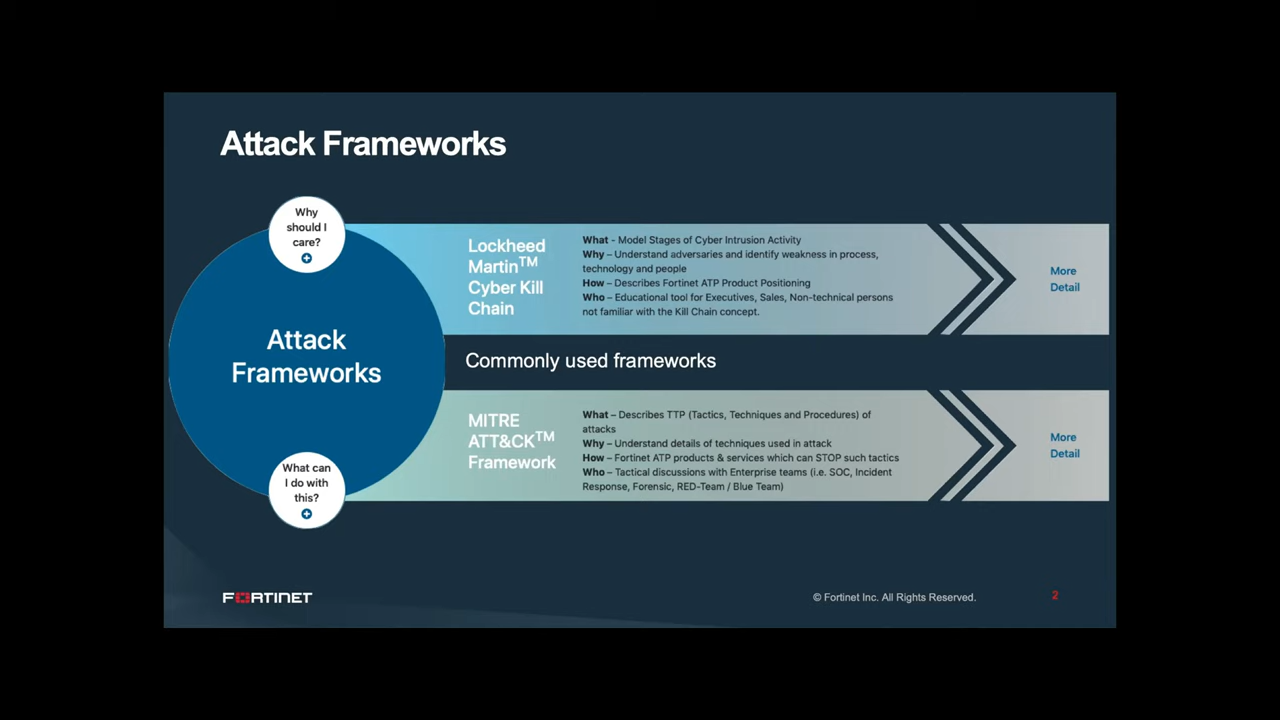 Attack Frameworks
Why
should I
care?
Attack
Frameworks
What can
I do with
this?
Lockheed
Martin™
Cyber Kill
Chain
What - Model Stages of Cyber Intrusion Activity
Why – Understand adversaries and identify weakness in process,
technology and people
How – Describes Fortinet ATP Product Positioning
Who – Educational tool for Executives, Sales, Non-technical persons
not familiar with the Kill Chain concept.
More
Detail
Commonly used frameworks
MITRE
ATT&CK™
Framework
What – Describes TTP (Tactics, Techniques and Procedures) of
attacks
Why – Understand details of techniques used in attack
How – Fortinet ATP products & services which can STOP such tactics
Who – Tactical discussions with Enterprise teams (i.e. SOC, Incident
Response, Forensic, RED-Team / Blue Team)
More
Detail
FORTINET
© Fortinet Inc. All Rights Reserved.
2